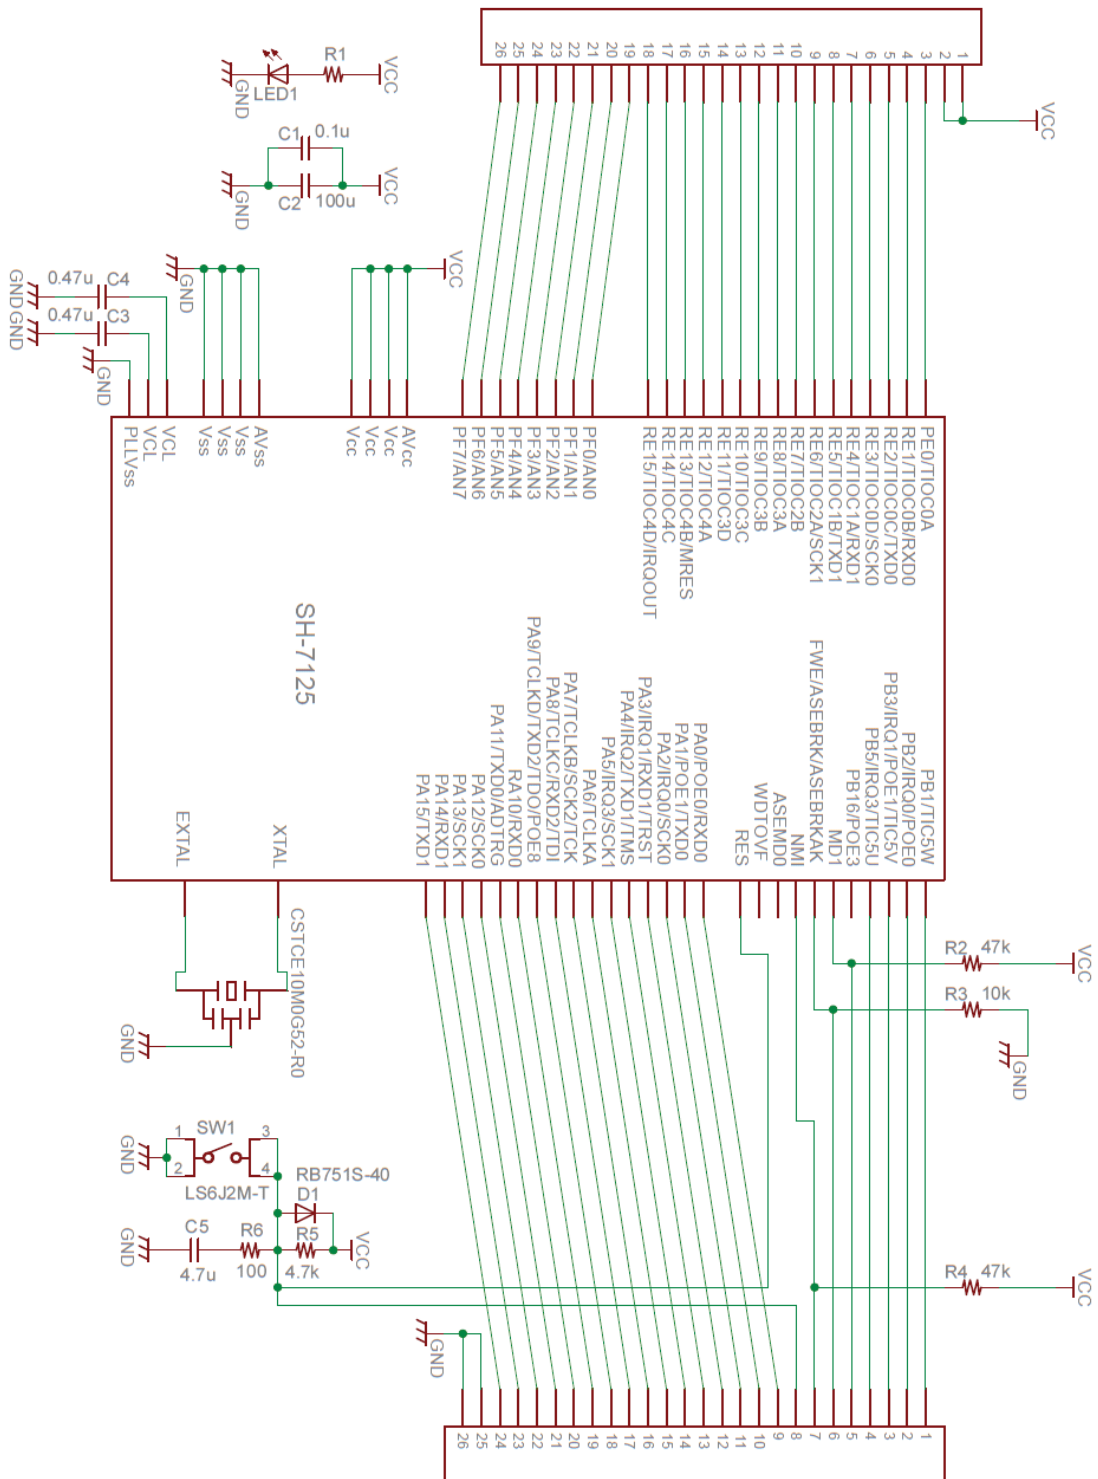 1
2
3
4
5
6
7
8
9
10
11
12
13
14
15
16
17
18
19
20
21
22
23
24
25
26
VCC
R1
VCC
LED1
GND
C1
0.1u
C2
100u
VCC
GND
VCC
GND
0.47u
C4
GND
0.47u
C3
GND
GND
PE0/TIOC0A
RE1/TIOC0B/RXD0
RE2/TIOC0C/TXD0
RE3/TIOC0D/SCK0
RE4/TIOC1A/RXD1
RE5/TIOC1B/TXD1
RE6/TIOC2A/SCK1
RE7/TIOC2B
RE8/TIOC3A
RE9/TIOC3B
RE10/TIOC3C
RE11/TIOC3D
RE12/TIOC4A
RE13/TIOC4B/MRES
RE14/TIOC4C
RE15/TIOC4D/IRQOUT
PF0/AN0
PF1/AN1
PF2/AN2
PF3/AN3
PF4/AN4
PF5/AN5
PF6/AN6
PF7/AN7
AVcc
Vcc
Vcc
Vcc
AVss
Vss
Vss
Vss
VCL
VCL
PLLVss
SH-7125
PB1/TIC5W
PB2/IRQ0/POE0
PB3/IRQ1/POE1/TIC5V
PB5/IRQ3/TIC5U
PB16/POE3
MD1
FWE/ASEBRK/ASEBRKAK
NMI
ASEMD0
WDTOVF
RES
PA0/POE0/RXD0
PA1/POE1/TXD0
PA2/IRQ0/SCK0
PA3/IRQ1/RXD1/TRST
PA4/IRQ2/TXD1/TMS
PA5/IRQ3/SCK1
PA6/TCLKA
PA7/TCLKB/SCK2/TCK
PA8/TCLKC/RXD2/TDI
PA9/TCLKD/TXD2/TDO/POE8
RA10/RXD0
PA11/TXD0/ADTRG
PA12/SCK0
PA13/SCK1
PA14/RXD1
PA15/TXD1
XTAL
EXTAL
CSTCE10M0G52-R0
GND
R2
47k
VCC
R3
10k
GND
SW1
1
2
3
4
GND
LS6J2M-T
RB751S-40
D1
C5
4.7u
R6
100
R5
4.7k
VCC
GND
R4
47k
VCC
GND
1
2
3
4
5
6
7
8
9
10
11
12
13
14
15
16
17
18
19
20
21
22
23
24
25
26